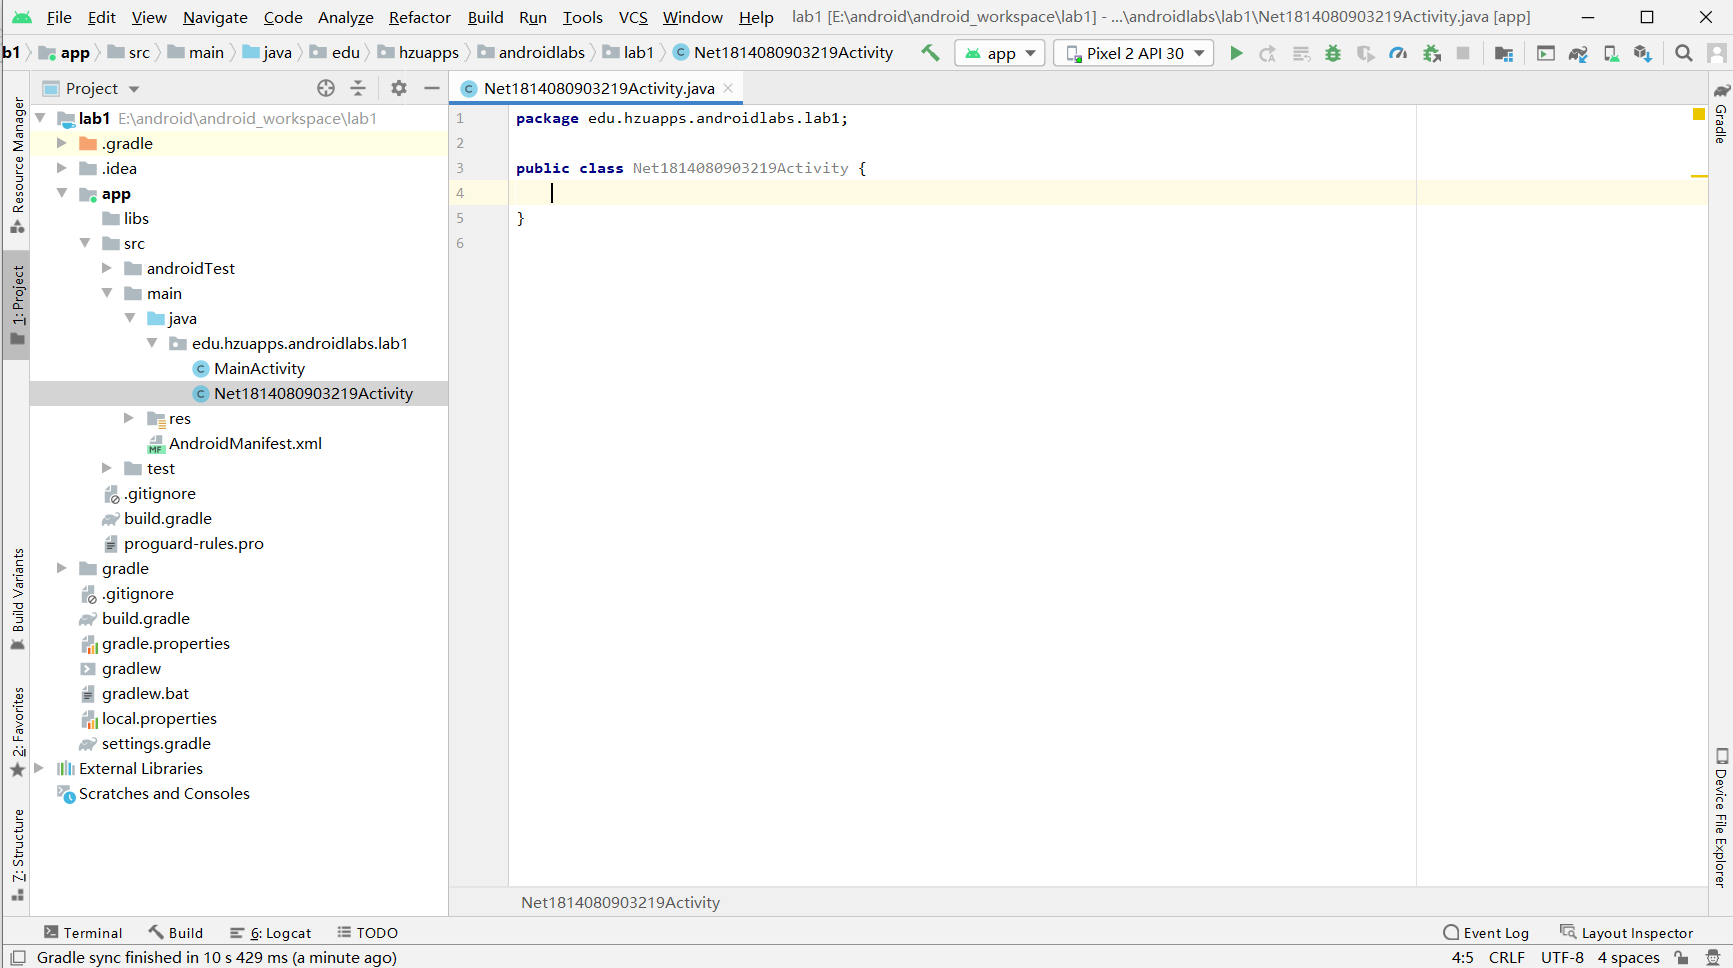 File Edit View Navigate Code Analyze Refactor Build Run Tools VCS Window Help lab1 [E:\android\android_workspace\lab1] - ...\androidlabs\lab1\Net1814080903219Activity.java [app]
b1 app src main java edu hzuapps androidlabs lab1 Net1814080903219Activity app Pixel 2 API 30
Project
Net1814080903219Activity.java
lab1 E:\android\android_workspace\lab1
.gradle
.idea
app
libs
src
androidTest
main
java
edu.hzuapps.androidlabs.lab1
MainActivity
Net1814080903219Activity
res
AndroidManifest.xml
test
.gitignore
build.gradle
proguard-rules.pro
gradle
.gitignore
build.gradle
gradle.properties
gradlew
gradlew.bat
local.properties
settings.gradle
External Libraries
Scratches and Consoles
1 package edu.hzuapps.androidlabs.lab1;
2
3 public class Net1814080903219Activity {
4
5 }
6
Net1814080903219Activity
Resource Manager
1: Project
Build Variants
2: Favorites
7: Structure
Gradle
Device File Explorer
Terminal Build 6: Logcat TODO Event Log Layout Inspector
Gradle sync finished in 10 s 429 ms (a minute ago) 4:5 CRLF UTF-8 4 spaces